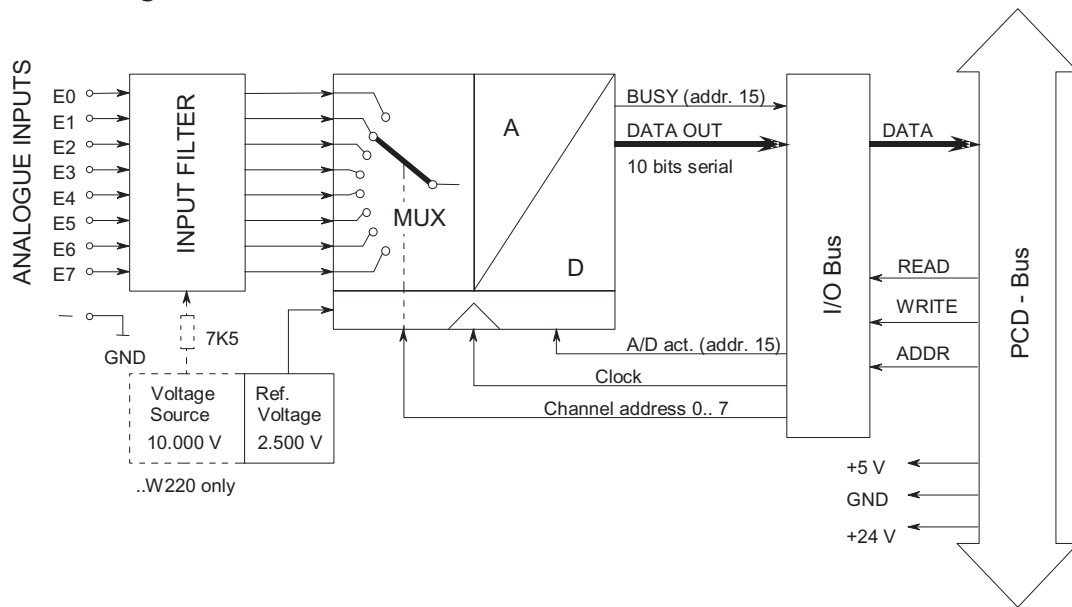 ANALOGUE INPUTS
E0
E1
E2
E3
E4
E5
E6
E7
GND
INPUT FILTER
7K5
Voltage
Source
10.000 V
Ref.
Voltage
2.500 V
..W220 only
MUX
A
D
BUSY (addr. 15)
DATA OUT
10 bits serial
A/D act. (addr. 15)
Clock
Channel address 0.. 7
I/O Bus
DATA
READ
WRITE
ADDR
+5 V
GND
+24 V
PCD - Bus